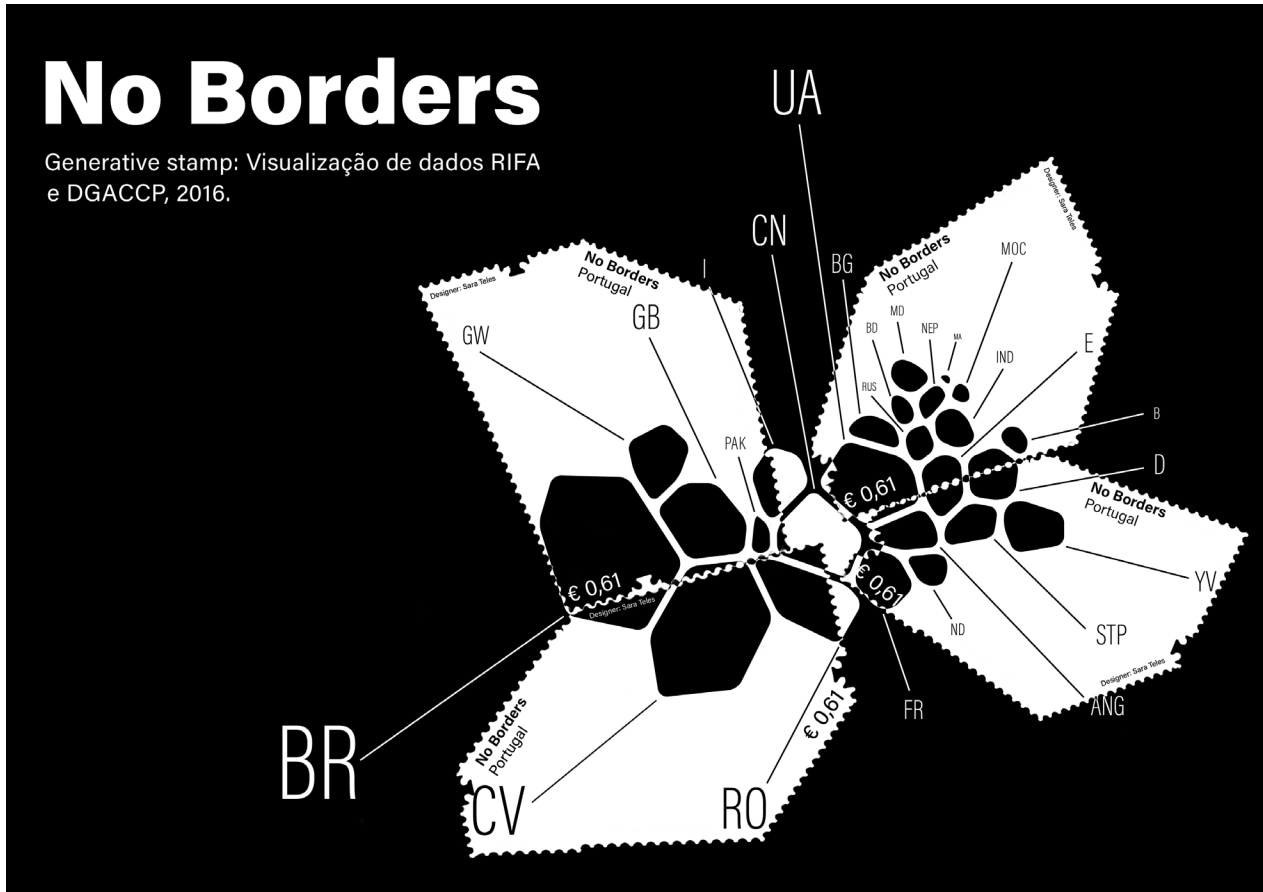 No Borders
Generative stamp: Visualização de dados RIFA
e DGACCP, 2016.
UA
CN
BG
I
GB
GW
PAK
Designer: Sara Teles
No Borders
Portugal
€ 0,61
Designer: Sara Teles
No Borders
Portugal
MOC
MD
BD
NEP
MA
IND
RUS
E
B
D
€ 0,61
No Borders
Portugal
YV
STP
ND
ANG
FR
€ 0,61
Designer: Sara Teles
Designer: Sara Teles
No Borders
Portugal
€ 0,61
BR
CV
RO